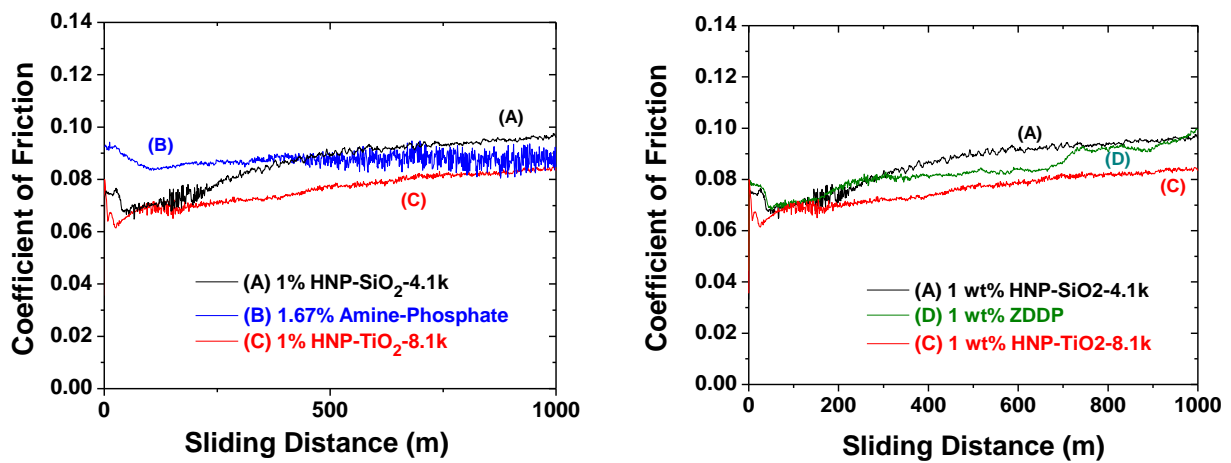 0.14
0.12
0.10
0.08
0.06
0.04
0.02
0.00
Coefficient of Friction
(A)
(B)
(C)
(A) 1% HNP-SiO₂-4.1k
(B) 1.67% Amine-Phosphate
(C) 1% HNP-TiO₂-8.1k
0
500
1000
Sliding Distance (m)
0.14
0.12
0.10
0.08
0.06
0.04
0.02
0.00
Coefficient of Friction
(A)
(D)
(C)
(A) 1 wt% HNP-SiO2-4.1k
(D) 1 wt% ZDDP
(C) 1 wt% HNP-TiO2-8.1k
0
200
400
600
800
1000
Sliding Distance (m)